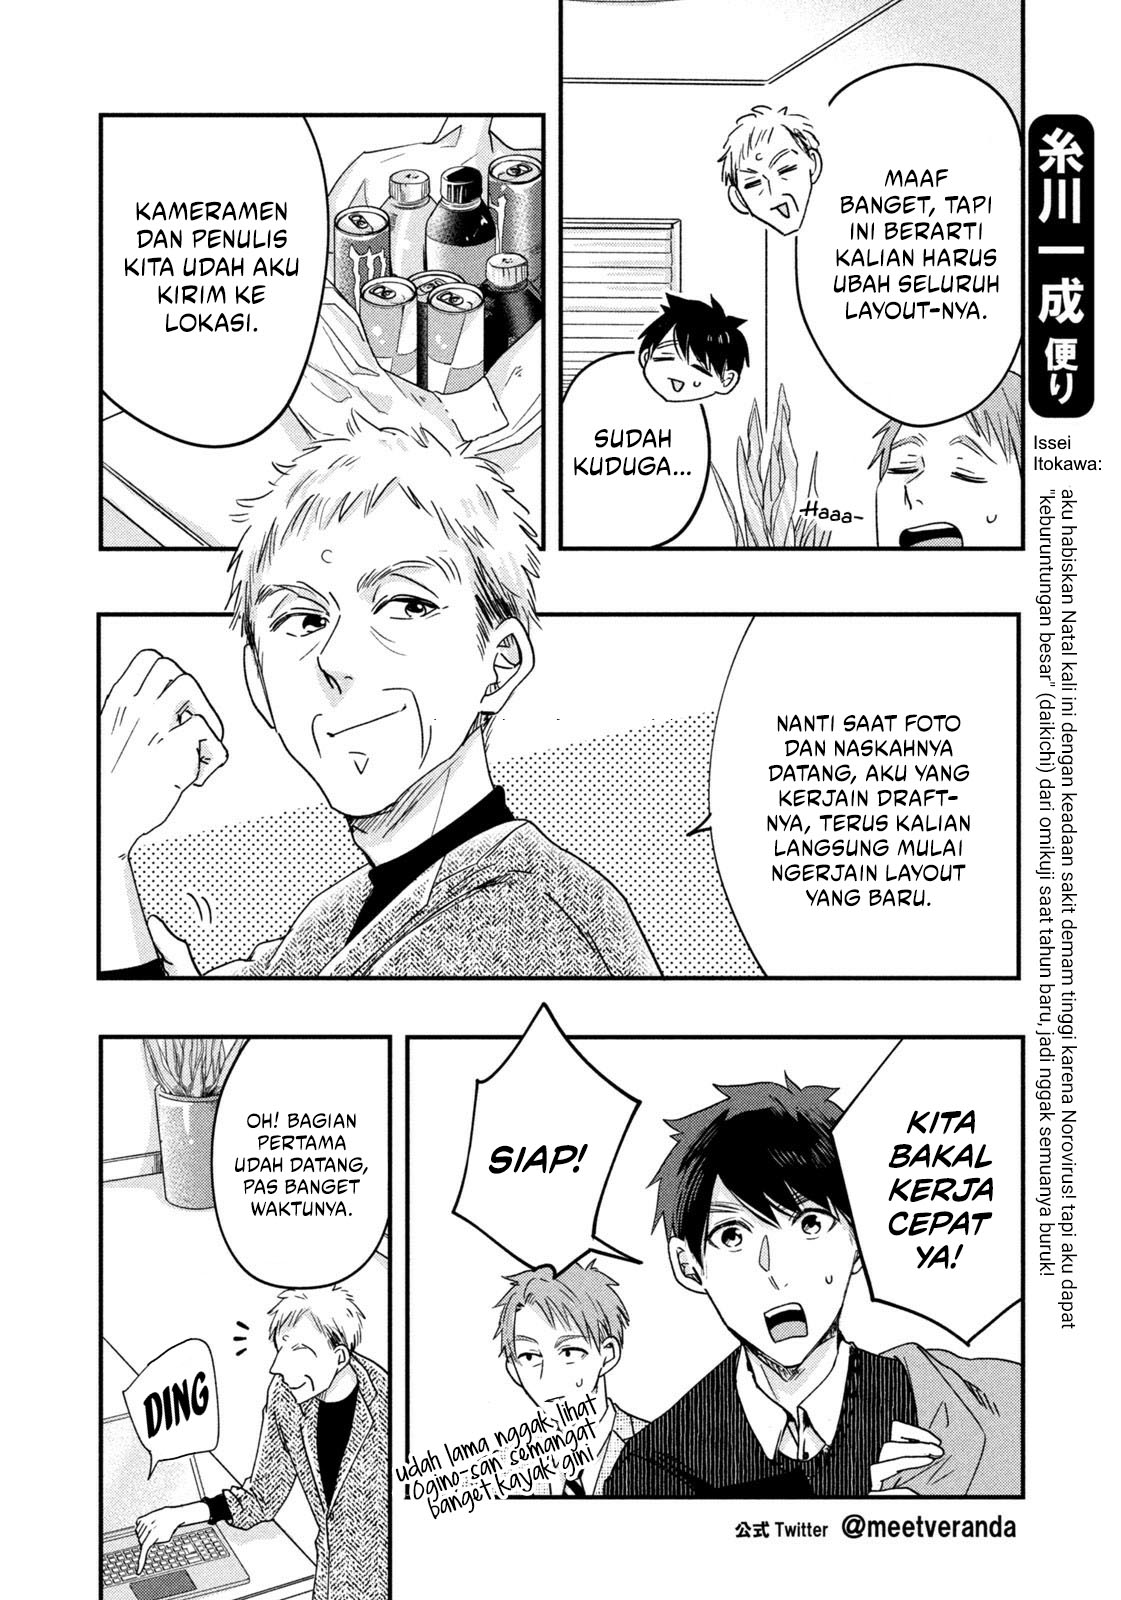 MAAF
BANGET, TAPI
INI BERARTI
KALIAN HARUS
UBAH SELURUH
LAYOUT-NYA.
SUDAH
KUDUGA...
Haaa-
KAMERAMEN
DAN PENULIS
KITA UDAH AKU
KIRIM KE
LOKASI.
NANTI SAAT FOTO
DAN NASKAHNYA
DATANG, AKU YANG
KERJAIN DRAFT-
NYA, TERUS KALIAN
LANGSUNG MULAI
NGERJAIN LAYOUT
YANG BARU.
KITA
BAKAL
KERJA
CEPAT
YA!
SIAP!
udah lama nggak lihat
Ogino-san semangat
banget kayak gini
OH! BAGIAN
PERTAMA
UDAH DATANG,
PAS BANGET
WAKTUNYA.
DING
糸川一成便り
Issei
Itokawa:
aku habiskan Natal kali ini dengan keadaan sakit demam tinggi karena Norovirus! tapi aku dapat
"keburuntungan besar" (daikichi) dari omikuji saat tahun baru, jadi nggak semuanya buruk!
公式 Twitter @meetveranda